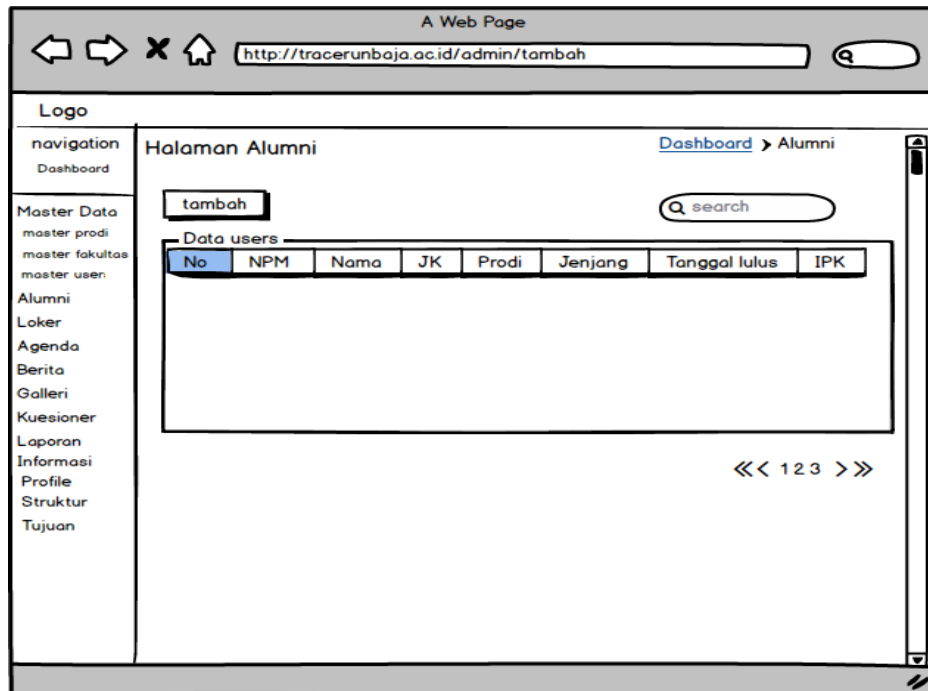 A Web Page
http://tracerunbaja.ac.id/admin/tambah
Logo
navigation
Dashboard
Master Data
master prodi
master fakultas
master user
Alumni
Loker
Agenda
Berita
Galleri
Kuesioner
Laporan
Informasi
Profile
Struktur
Tujuan
Halaman Alumni
Dashboard > Alumni
tambah
search
Data users
No NPM Nama JK Prodi Jenjang Tanggal lulus IPK
≪ < 1 2 3 > ≫